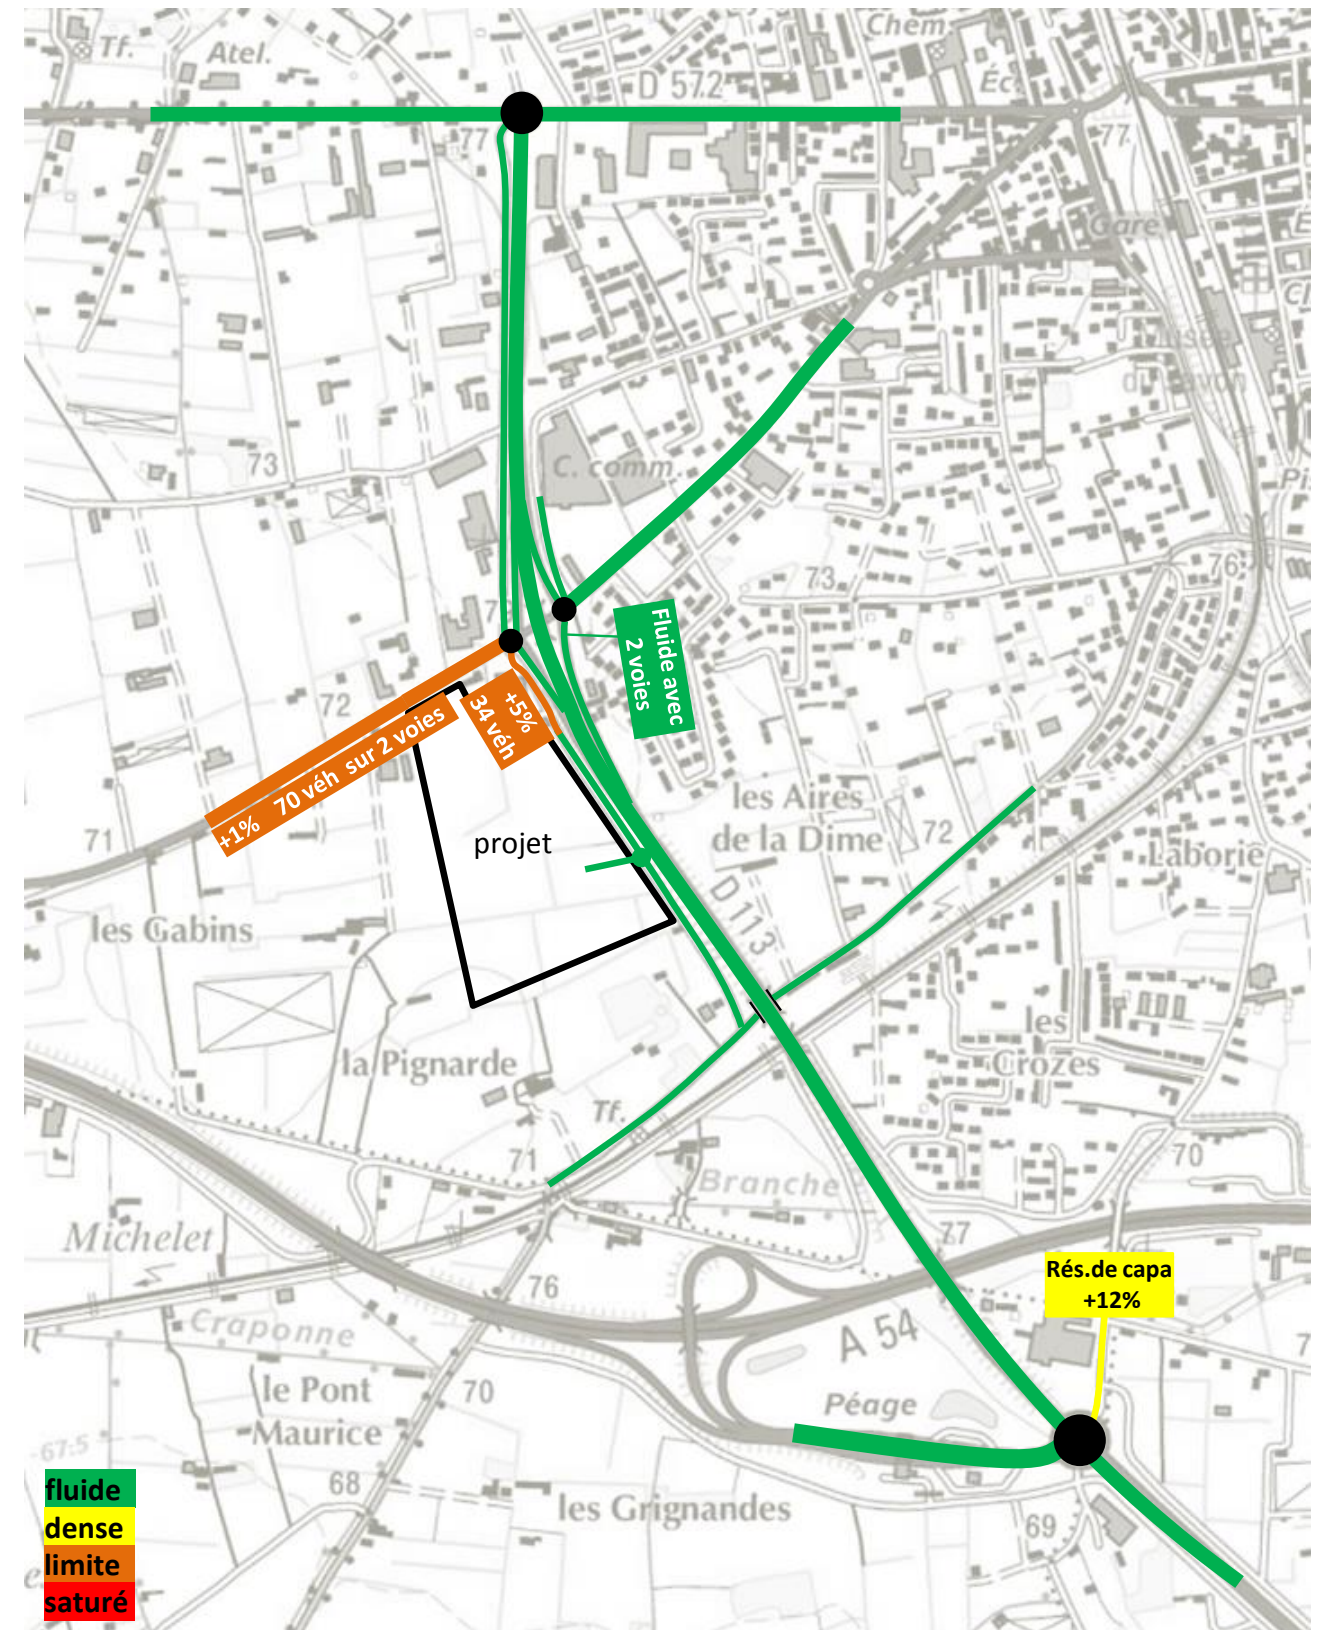 Tf.
Atel.
Chem.
D 572
Éc.
77
77
Gare
C. comm.
73
73
76
72
Fluide avec
2 voies
+5%
34 véh
+1% 70 véh sur 2 voies
71
projet
les Aires
de la Dime
72
Laborie
D 113
les Gabins
la Pignarde
les
Crozes
Tf.
71
Branche
70
Michelet
77
76
Rés.de capa
+12%
Craponne
A 54
le Pont
Maurice
70
Péage
67.5
68
les Grignandes
69
fluide
dense
limite
saturé